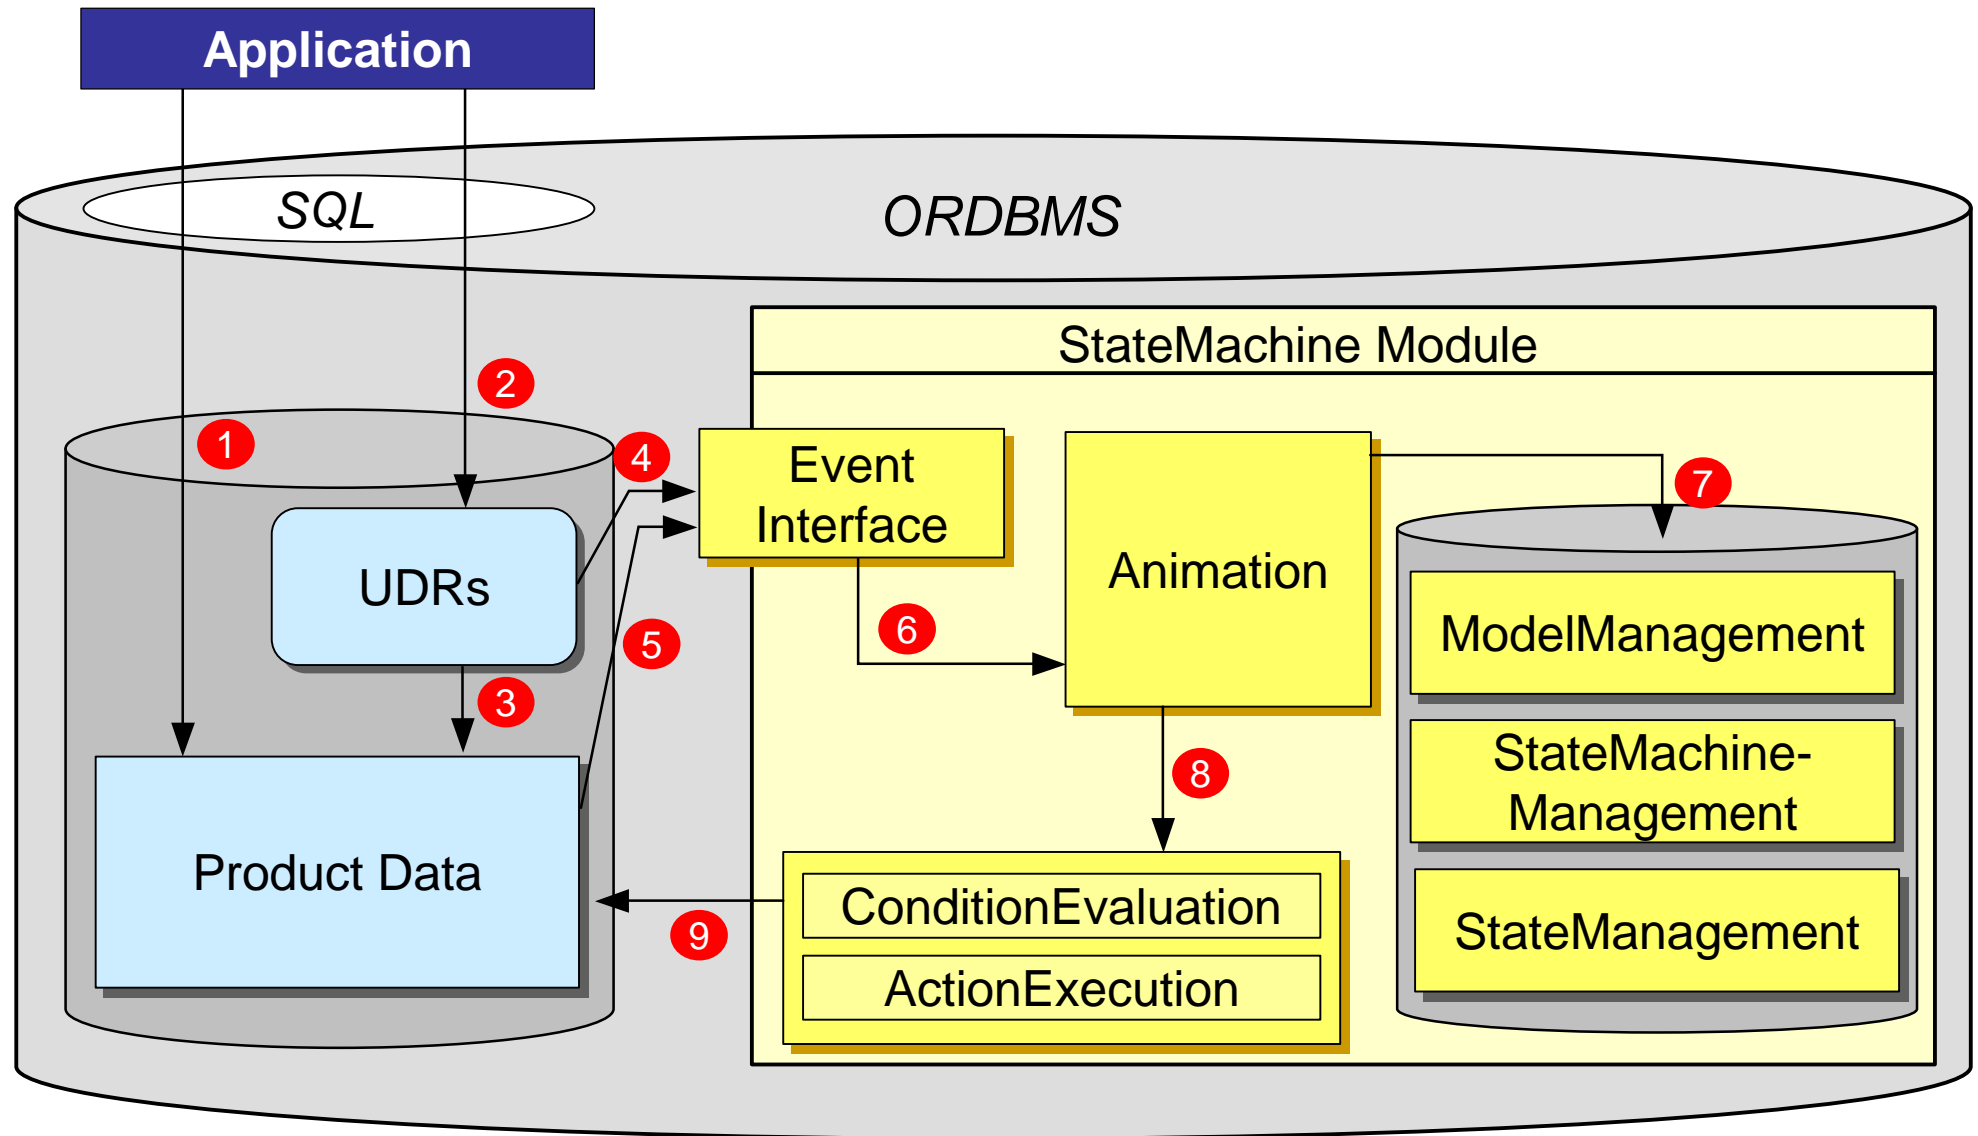 Application
SQL
ORDBMS
StateMachine Module
2
1
4
Event
Interface
7
UDRs
Animation
5
6
ModelManagement
3
StateMachine-
Management
8
Product Data
ConditionEvaluation
9
StateManagement
ActionExecution